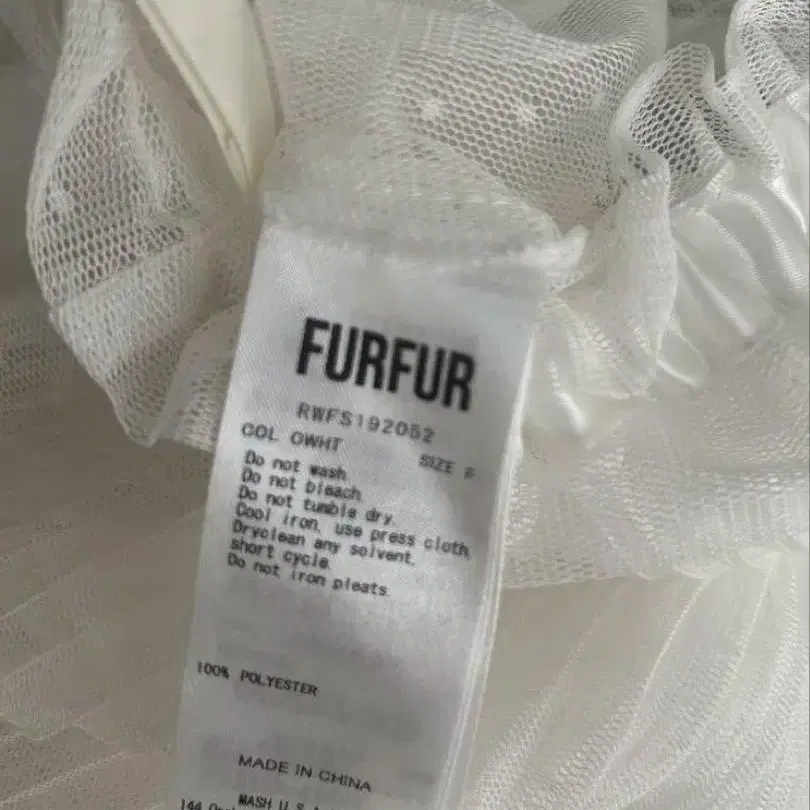 FURFUR
RWFS192052
COL OWHT
SIZE F
Do not wash.
Do not bleach.
Do not tumble dry.
Cool iron, use press cloth.
Dryclean any solvent,
short cycle.
Do not iron pleats.
100% POLYESTER
MADE IN CHINA
MASH U.S.
144